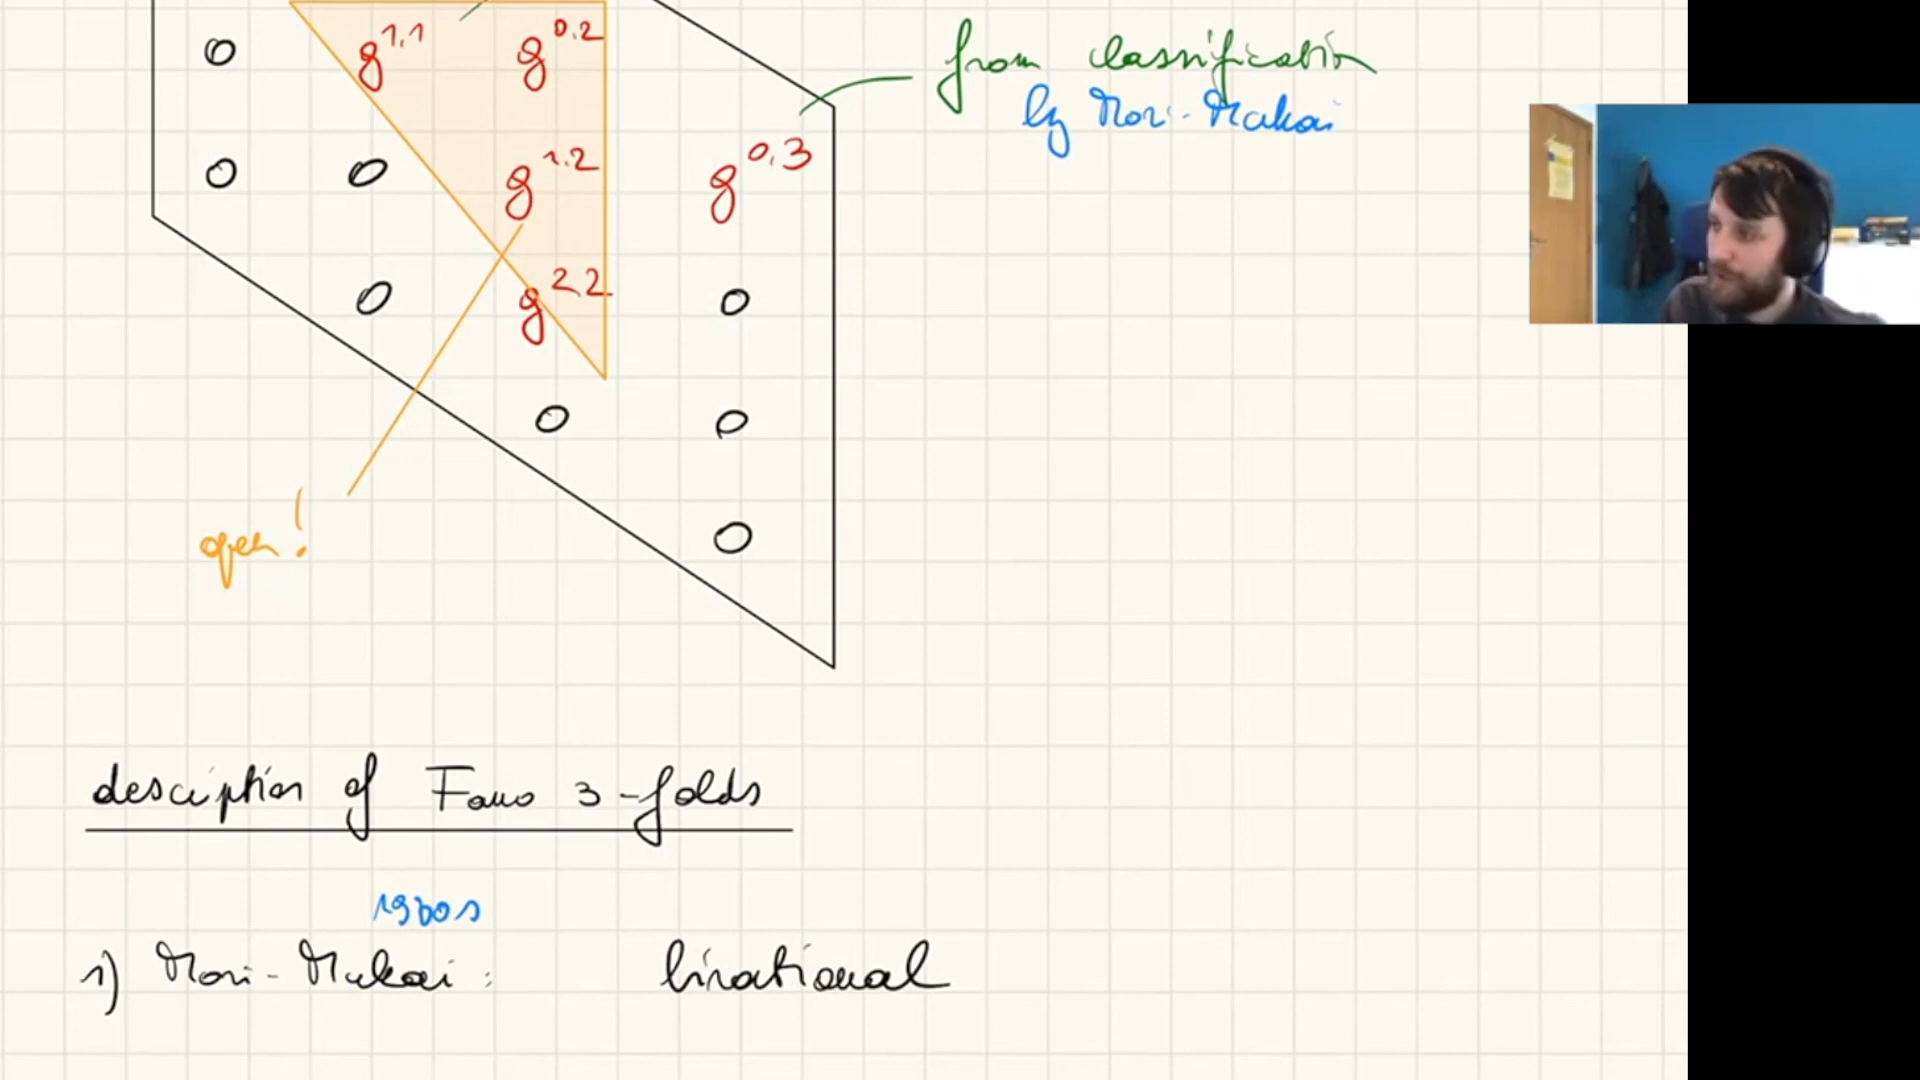 0 g^{1,1} g^{0,2}
from classification
by Mori-Mukai
0 0 g^{1,2} g^{0,3}
0 g^{2,2} 0
0 0
0
open!
description of Fano 3-folds
1980s
1) Mori-Mukai: birational